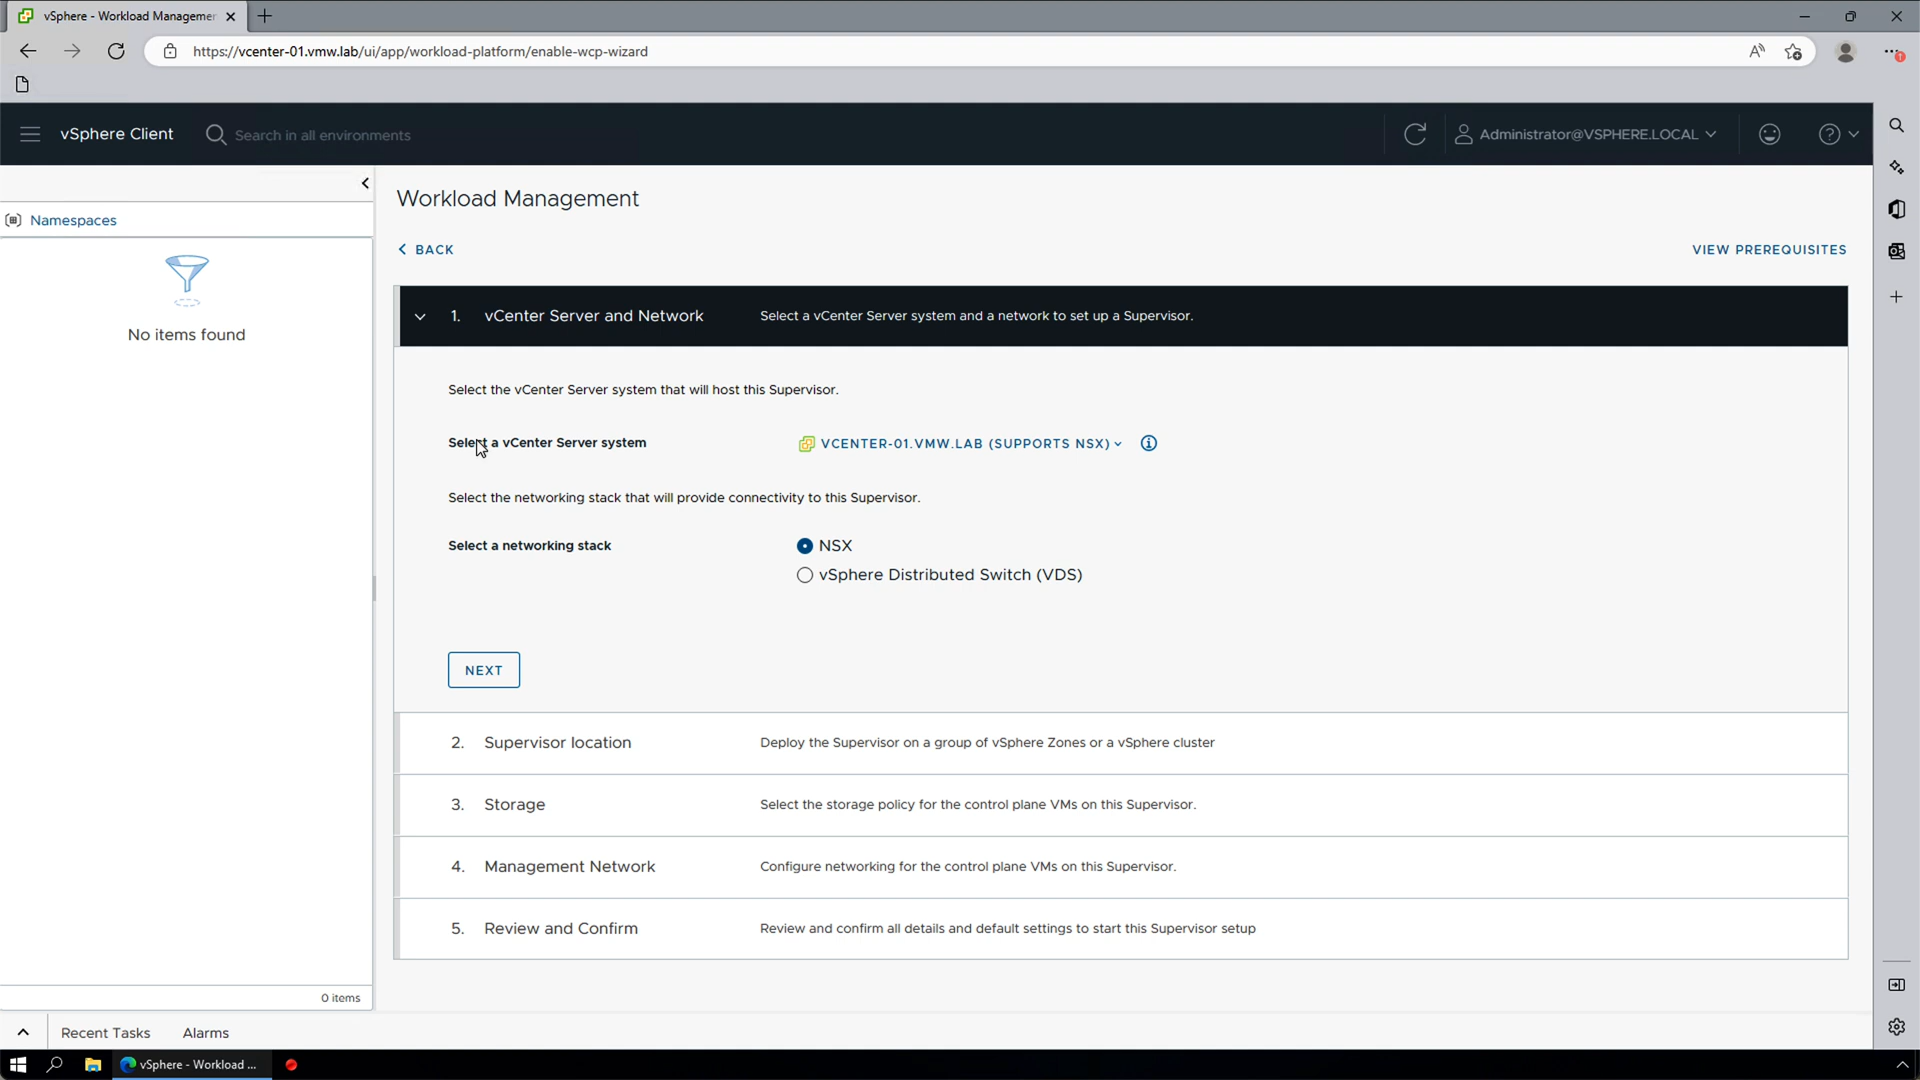 vSphere - Workload Managemer
https://vcenter-01.vmw.lab/ui/app/workload-platform/enable-wcp-wizard
vSphere Client
Search in all environments
Administrator@VSPHERE.LOCAL
Namespaces
No items found
0 items
Workload Management
BACK
VIEW PREREQUISITES
1. vCenter Server and Network Select a vCenter Server system and a network to set up a Supervisor.
Select the vCenter Server system that will host this Supervisor.
Select a vCenter Server system VCENTER-01.VMW.LAB (SUPPORTS NSX)
Select the networking stack that will provide connectivity to this Supervisor.
Select a networking stack NSX
vSphere Distributed Switch (VDS)
NEXT
2. Supervisor location Deploy the Supervisor on a group of vSphere Zones or a vSphere cluster
3. Storage Select the storage policy for the control plane VMs on this Supervisor.
4. Management Network Configure networking for the control plane VMs on this Supervisor.
5. Review and Confirm Review and confirm all details and default settings to start this Supervisor setup
Recent Tasks Alarms
vSphere - Workload ...